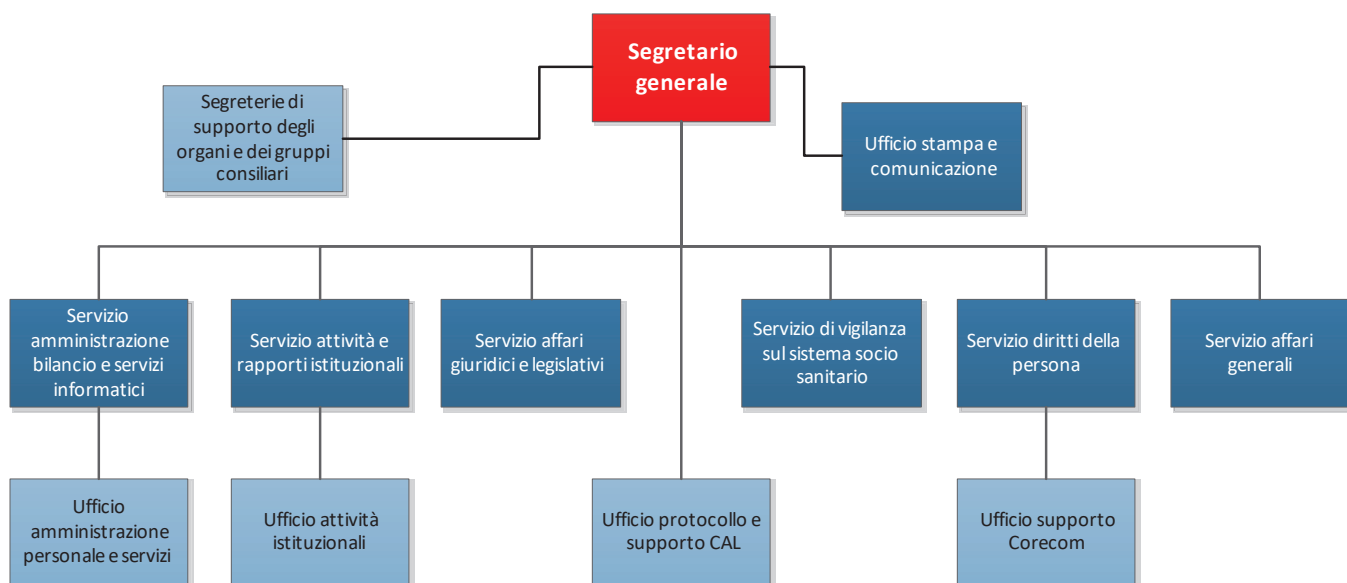 Segretario
generale
Segreterie di
supporto degli
organi e dei gruppi
consiliari
Ufficio stampa e
comunicazione
Servizio
amministrazione
bilancio e servizi
informatici
Servizio attività e
rapporti istituzionali
Servizio affari
giuridici e legislativi
Servizio di vigilanza
sul sistema socio
sanitario
Servizio diritti della
persona
Servizio affari
generali
Ufficio
amministrazione
personale e servizi
Ufficio attività
istituzionali
Ufficio protocollo e
supporto CAL
Ufficio supporto
Corecom